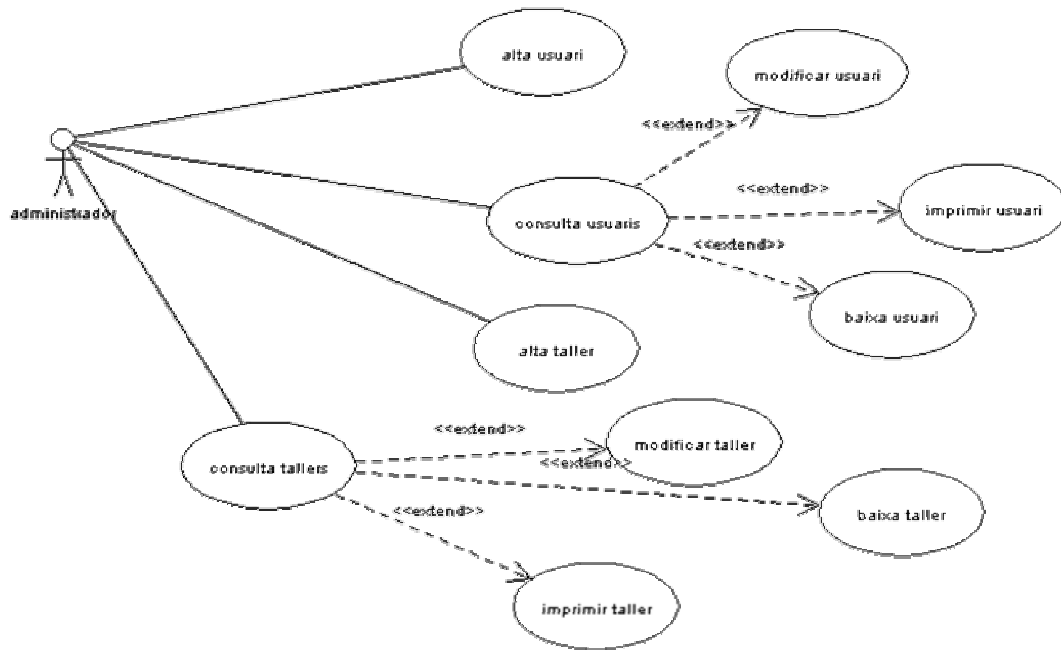 alta usuari
modificar usuari
<<extend>>
administrador
<<extend>>
imprimir usuari
consulta usuaris
<<extend>>
baixa usuari
alta taller
<<extend>>
modificar taller
consulta tallers
<<extend>>
<<extend>>
baixa taller
imprimir taller